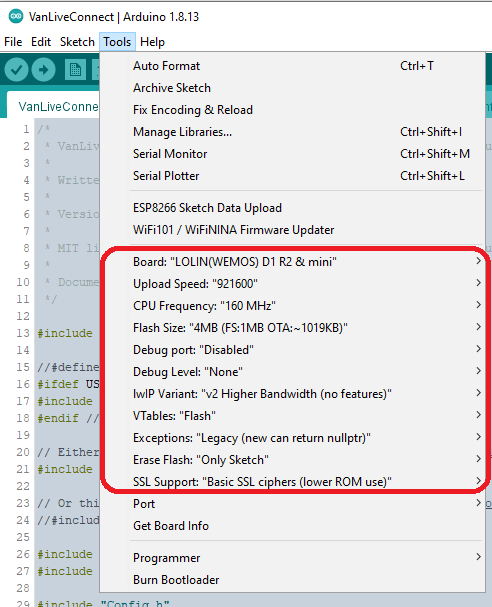 VanLiveConnect | Arduino 1.8.13
File Edit Sketch Tools Help
Auto Format Ctrl+T
Archive Sketch
Fix Encoding & Reload
Manage Libraries... Ctrl+Shift+I
Serial Monitor Ctrl+Shift+M
Serial Plotter Ctrl+Shift+L
ESP8266 Sketch Data Upload
WiFi101 / WiFiNINA Firmware Updater
Board: "LOLIN(WEMOS) D1 R2 & mini"
Upload Speed: "921600"
CPU Frequency: "160 MHz"
Flash Size: "4MB (FS:1MB OTA:~1019KB)"
Debug port: "Disabled"
Debug Level: "None"
lwIP Variant: "v2 Higher Bandwidth (no features)"
VTables: "Flash"
Exceptions: "Legacy (new can return nullptr)"
Erase Flash: "Only Sketch"
SSL Support: "Basic SSL ciphers (lower ROM use)"
Port
Get Board Info
Programmer
Burn Bootloader
VanLiveConnec
1 /*
2 * VanLiv
3 *
4 * Writte
5 *
6 * Versio
7 *
8 * MIT li
9 *
10 * Docume
11 */
12
13 #include
14
15 //#define
16 #ifdef US
17 #include
18 #endif //
19
20 // Either
21 #include
22
23 // Or thi
24 //#includ
25
26 #include
27 #include
28
29 #include "Config.h"